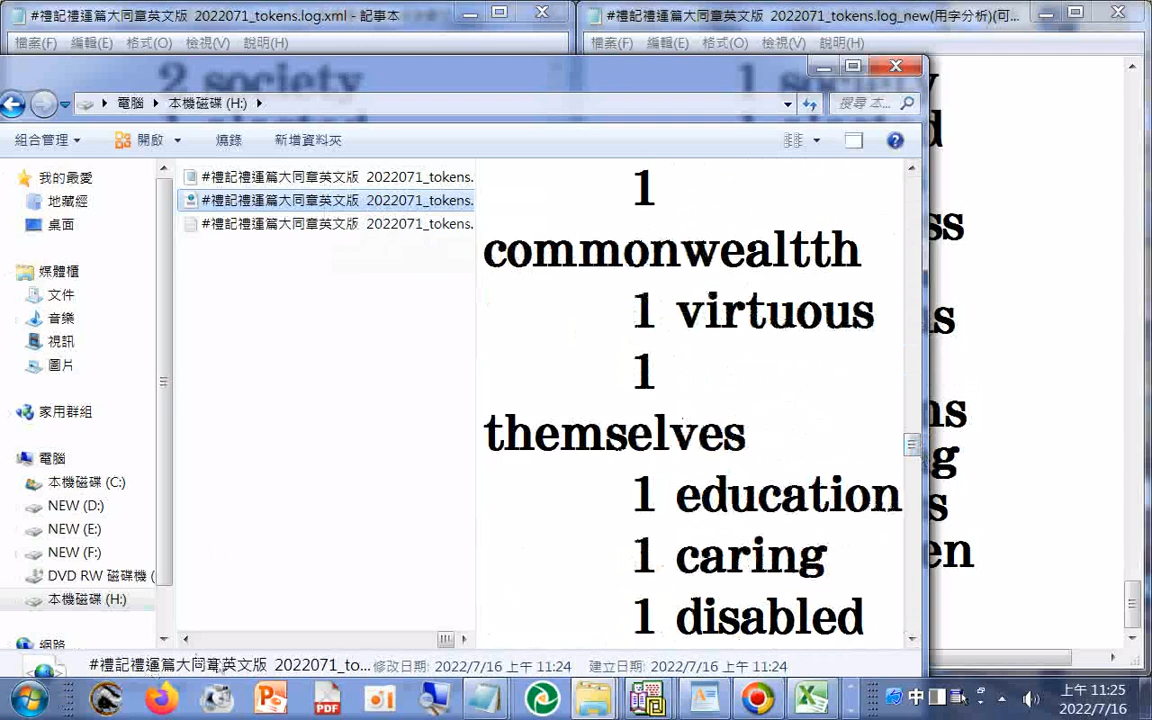 #禮記禮運篇大同章英文版 2022071_tokens.log.xml - 記事本
#禮記禮運篇大同章英文版 2022071_tokens.log_new(用字分析)(可...
檔案(F) 編輯(E) 格式(O) 檢視(V) 說明(H)
檔案(F) 編輯(E) 格式(O) 檢視(V) 說明(H)
2 society
1 society
電腦 本機磁碟 (H:)
搜尋 本...
組合管理 開啟 燒錄 新增資料夾
我的最愛
地藏經
桌面
媒體櫃
文件
音樂
視訊
圖片
家用群組
電腦
本機磁碟 (C:)
NEW (D:)
NEW (E:)
NEW (F:)
DVD RW 磁碟機 (
本機磁碟 (H:)
網路
#禮記禮運篇大同章英文版 2022071_tokens.
#禮記禮運篇大同章英文版 2022071_tokens.
#禮記禮運篇大同章英文版 2022071_tokens.
1
commonwealtth
1 virtuous
1
themselves
1 education
1 caring
1 disabled
y
d
ss
s
ns
g
s
en
#禮記禮運篇大同章英文版 2022071_to... 修改日期: 2022/7/16 上午 11:24 建立日期: 2022/7/16 上午 11:24
PDF
中
上午 11:25
2022/7/16